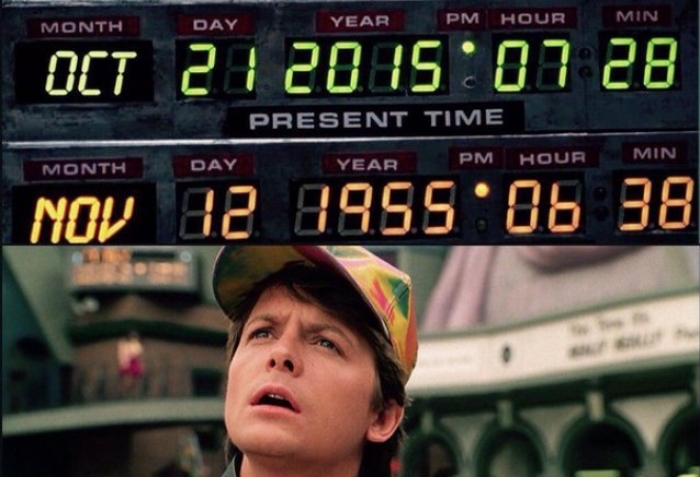 MONTH DAY YEAR PM HOUR MIN
OCT 21 2015 07 28
PRESENT TIME
MONTH DAY YEAR PM HOUR MIN
NOV 12 1955 06 38